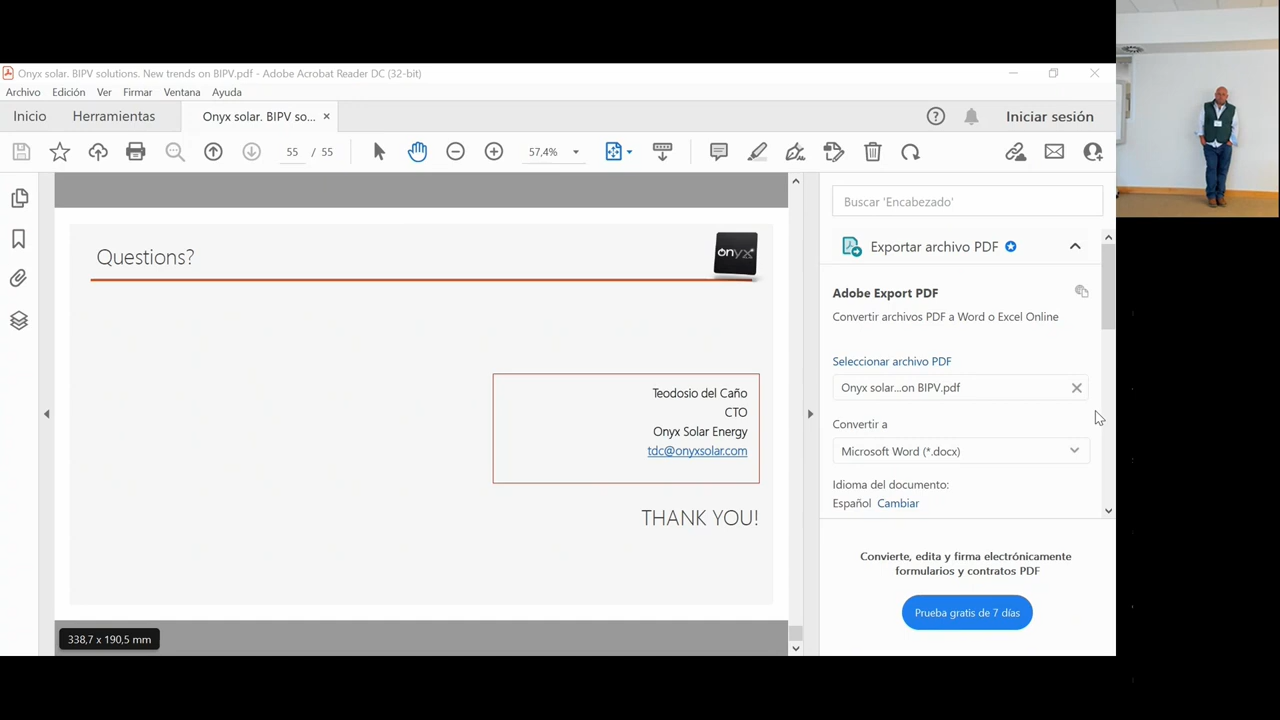 Onyx solar. BIPV solutions. New trends on BIPV.pdf - Adobe Acrobat Reader DC (32-bit)
Archivo Edición Ver Firmar Ventana Ayuda
Inicio Herramientas Onyx solar. BIPV so... × Iniciar sesión
55 / 55 57,4%
Buscar 'Encabezado'
Exportar archivo PDF
Adobe Export PDF
Convertir archivos PDF a Word o Excel Online
Seleccionar archivo PDF
Onyx solar...on BIPV.pdf
Convertir a
Microsoft Word (*.docx)
Idioma del documento:
Español Cambiar
Convierte, edita y firma electrónicamente
formularios y contratos PDF
Prueba gratis de 7 días
Questions?
onyx
Teodosio del Caño
CTO
Onyx Solar Energy
tdc@onyxsolar.com
THANK YOU!
338,7 x 190,5 mm